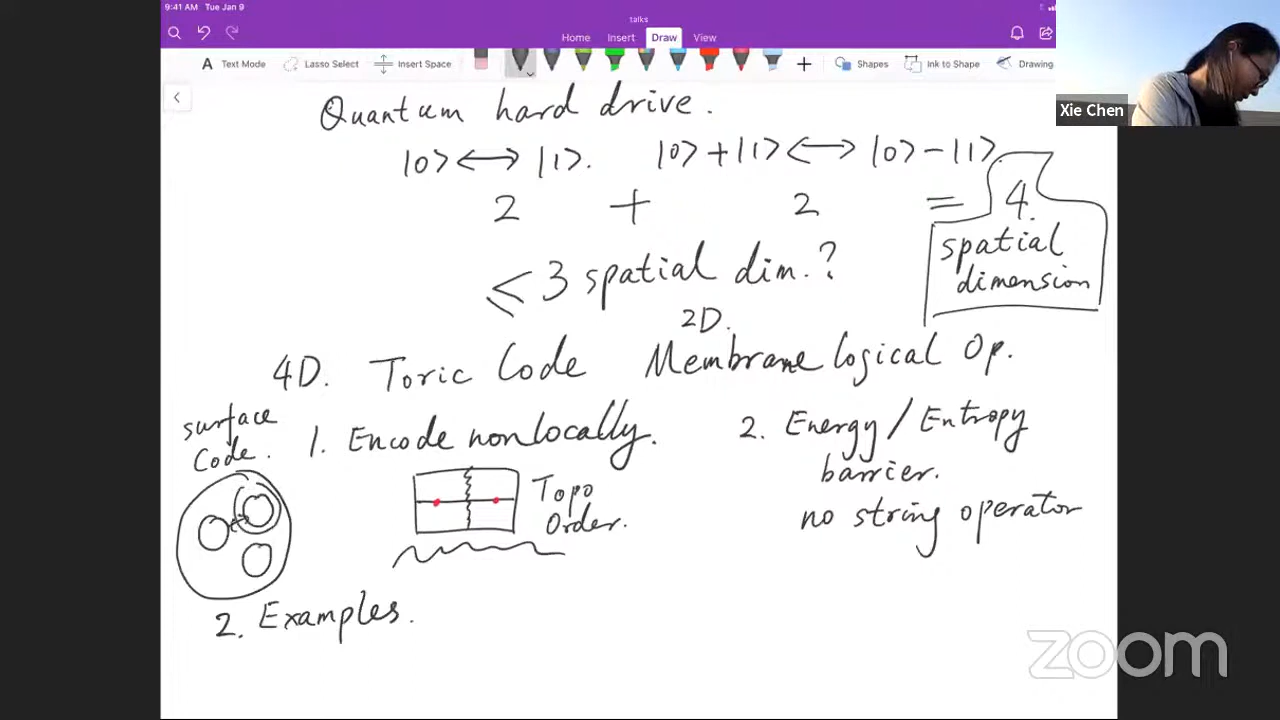 9:41 AM Tue Jan 9
talks
Home Insert Draw View
Text Mode Lasso Select Insert Space Shapes Ink to Shape Drawing
Xie Chen
Quantum hard drive.
|0> ⟷ |1>. |0> + |1> ⟷ |0> − |1>
2 + 2 = 4.
spatial
dimension
≤ 3 spatial dim. ?
2D.
4D. Toric Code Membrane logical Op.
surface
Code.
1. Encode nonlocally.
Topo
Order.
2. Energy / Entropy
barrier.
no string operator
2. Examples.
zoom